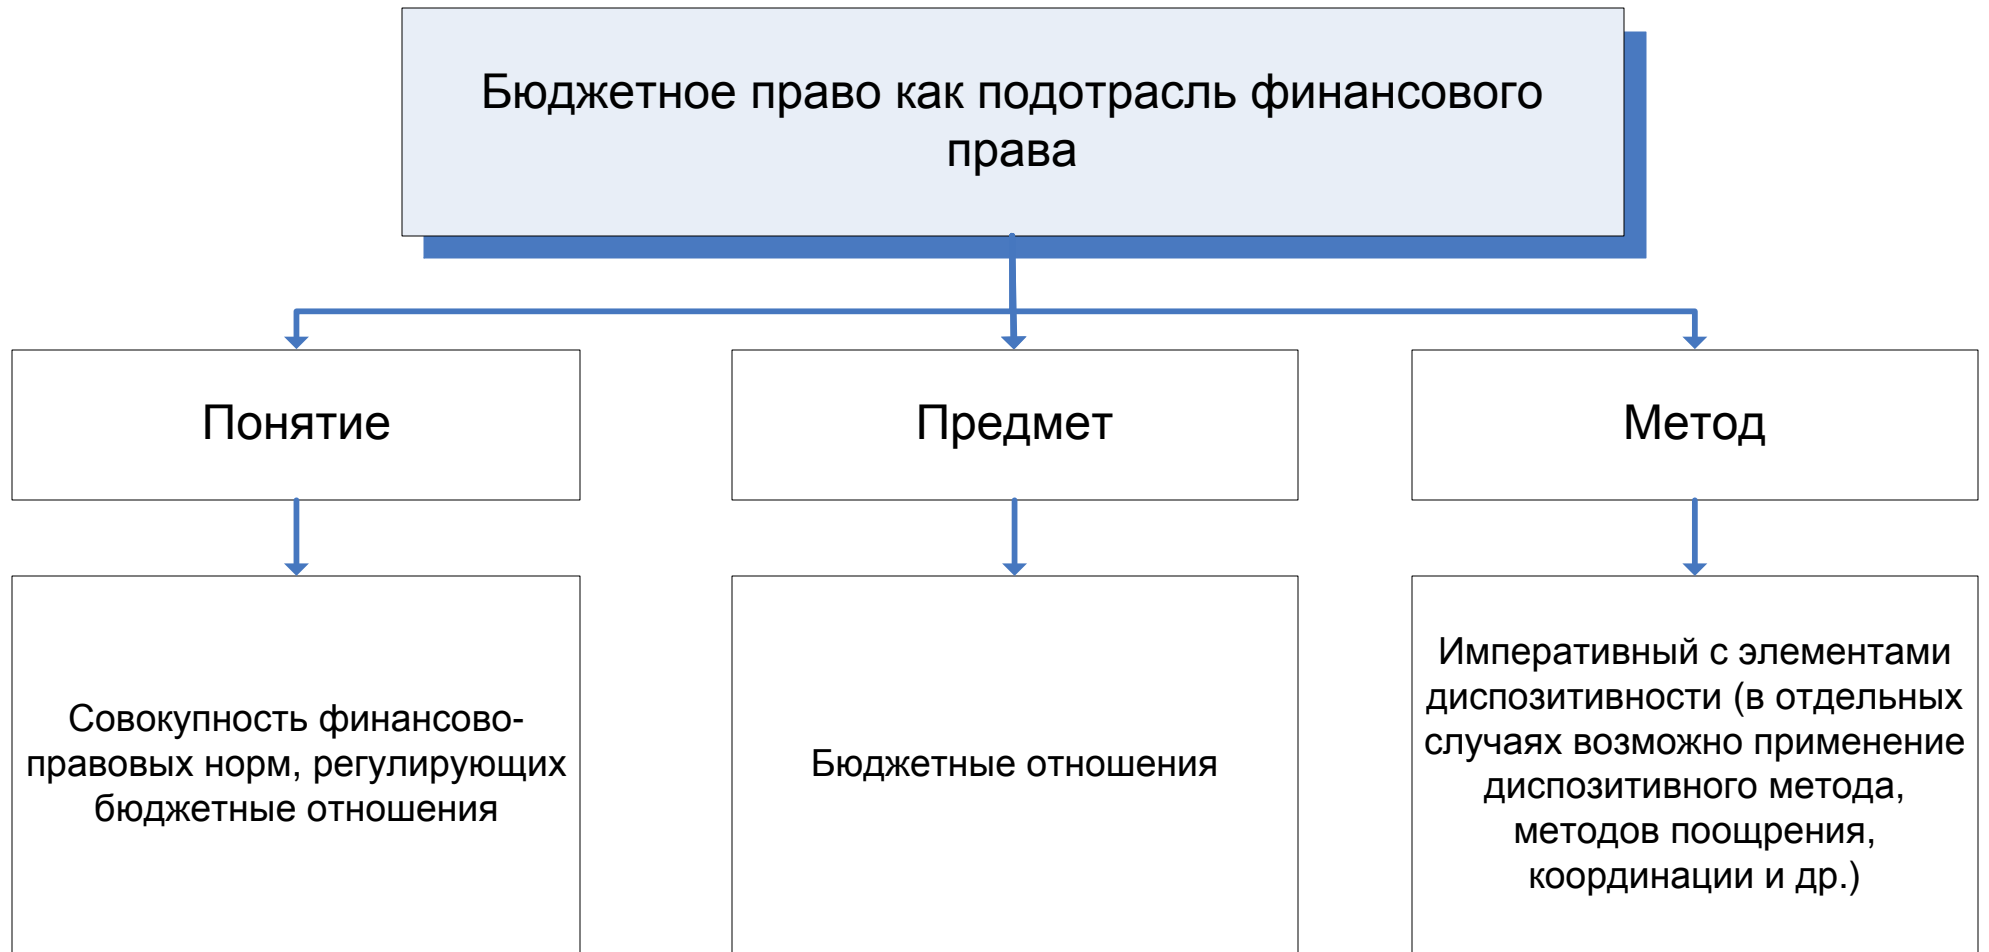 Бюджетное право как подотрасль финансового
права
Понятие
Предмет
Метод
Совокупность финансово-
правовых норм, регулирующих
бюджетные отношения
Бюджетные отношения
Императивный с элементами
диспозитивности (в отдельных
случаях возможно применение
диспозитивного метода,
методов поощрения,
координации и др.)